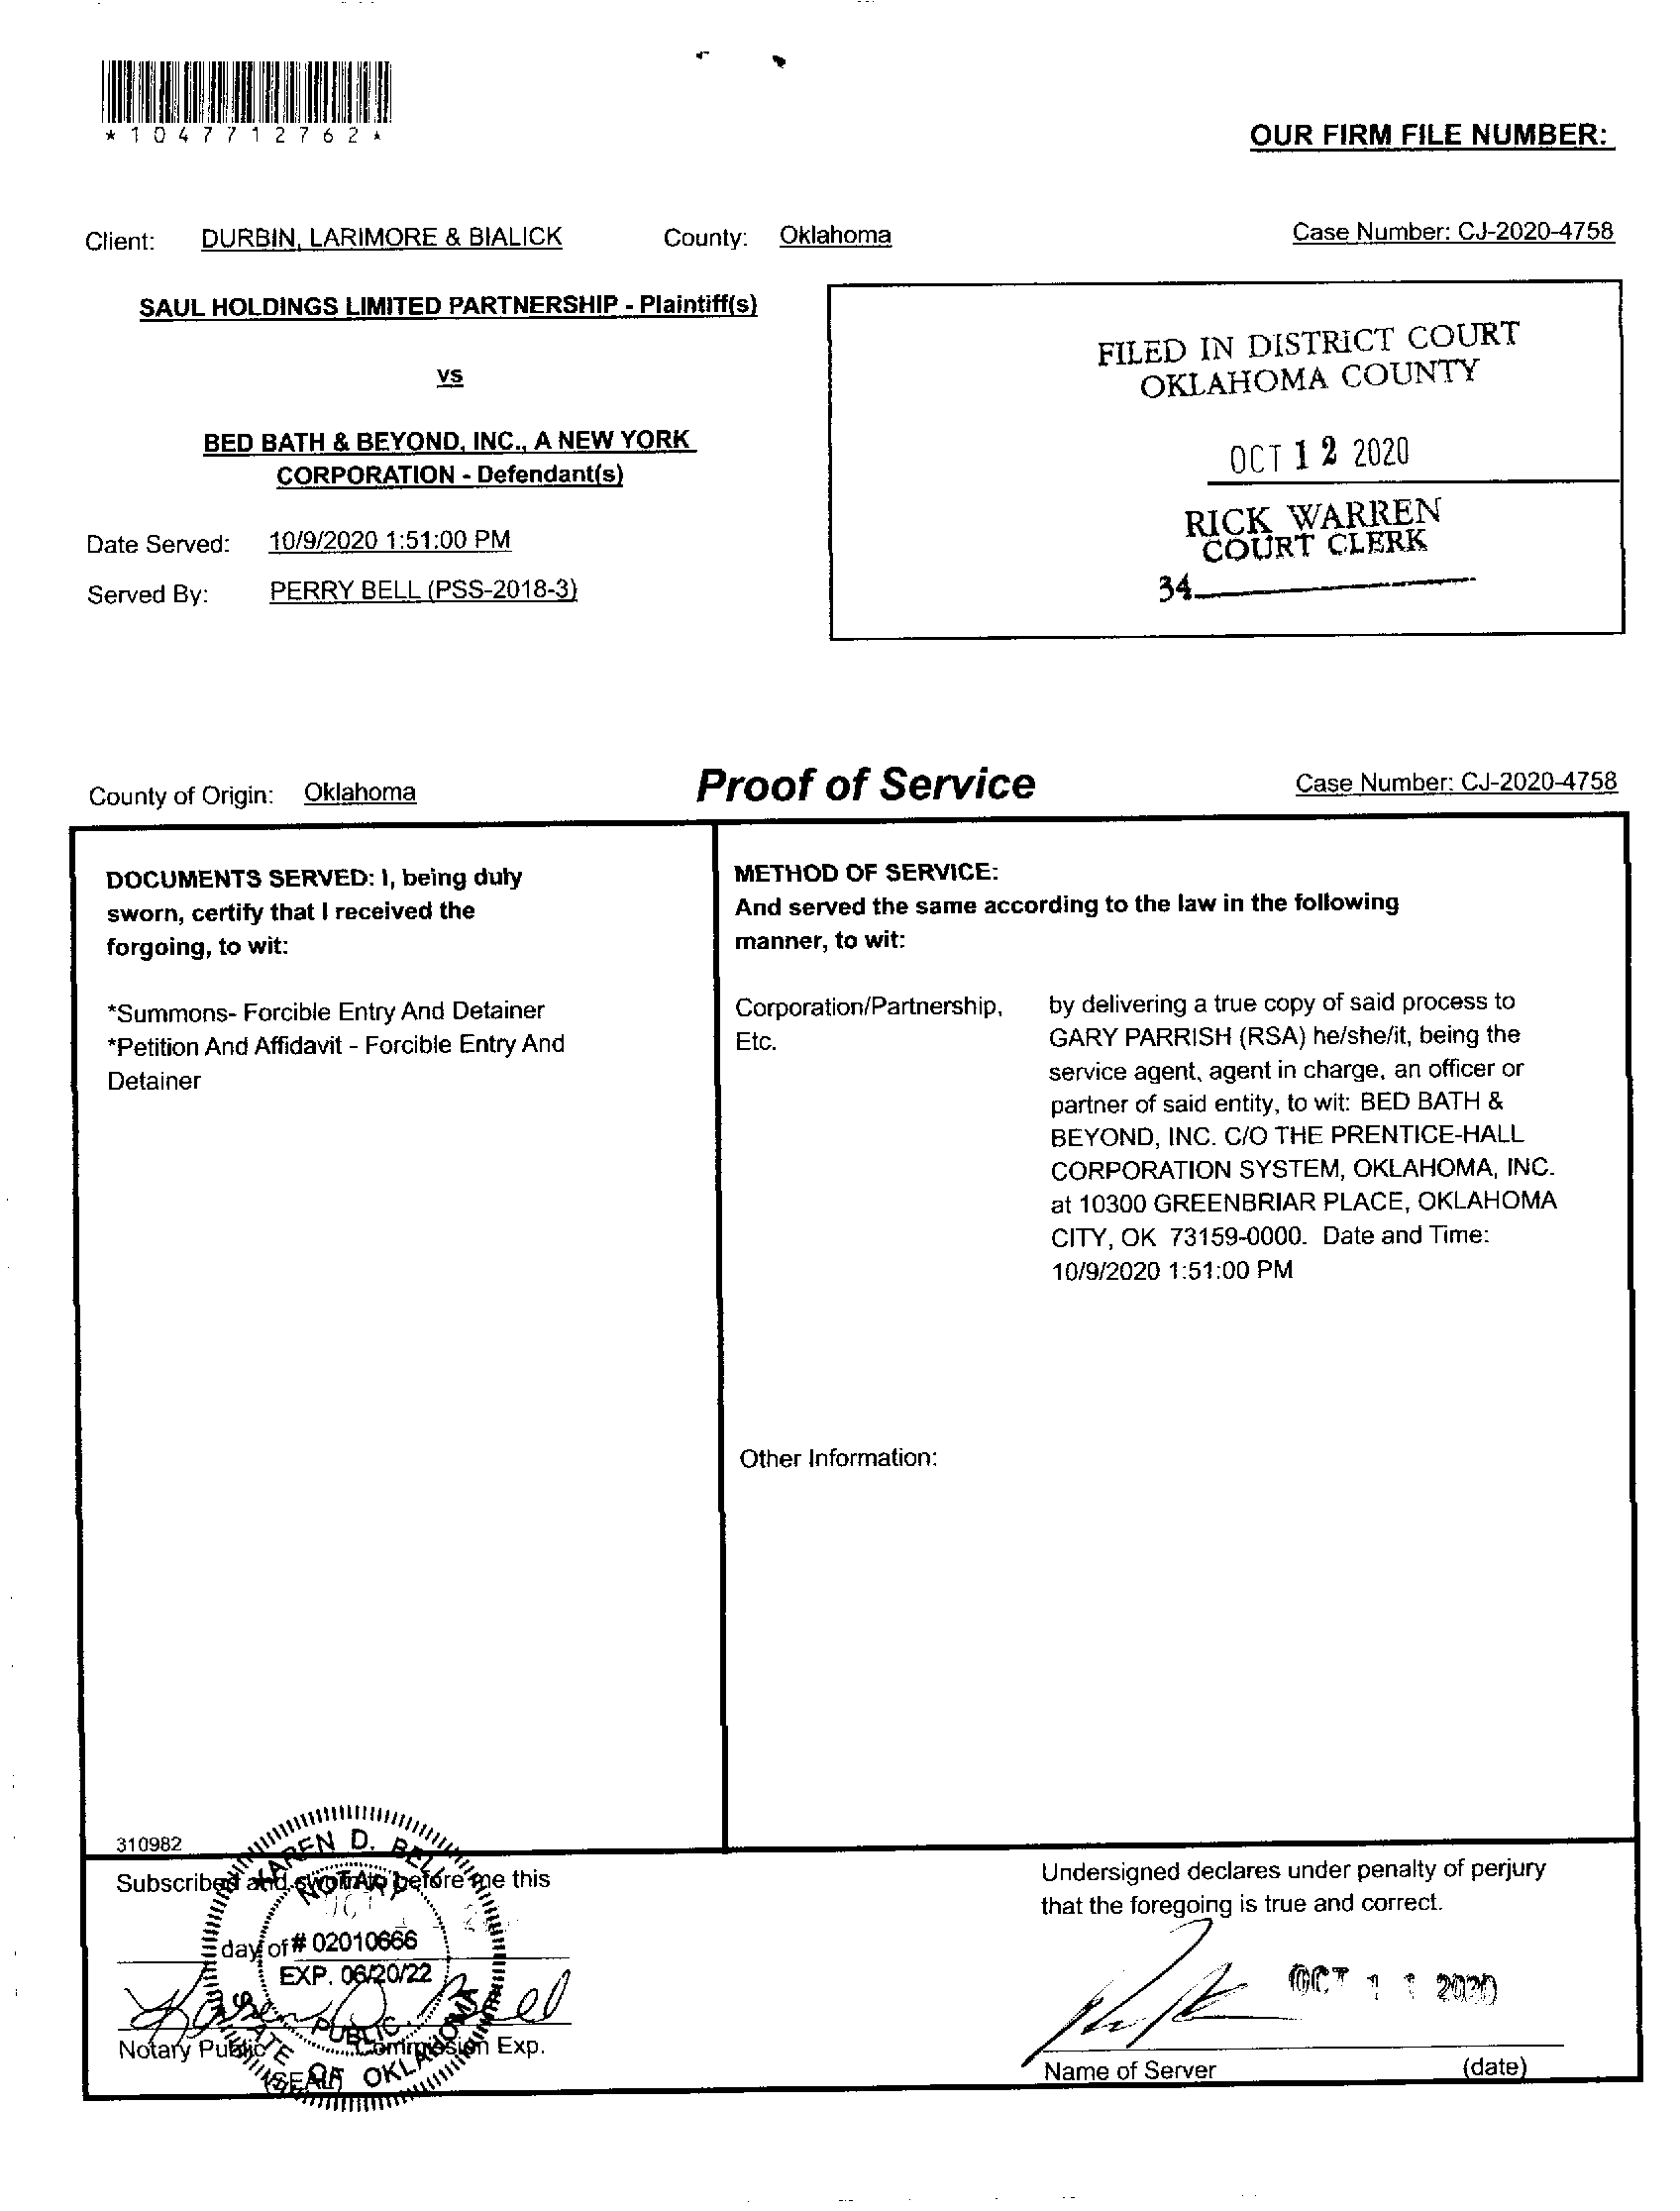 *1047712762*
OUR FIRM FILE NUMBER:
Client: DURBIN, LARIMORE & BIALICK County: Oklahoma Case Number: CJ-2020-4758
SAUL HOLDINGS LIMITED PARTNERSHIP - Plaintiff(s)
vs
BED BATH & BEYOND, INC., A NEW YORK
CORPORATION - Defendant(s)
Date Served: 10/9/2020 1:51:00 PM
Served By: PERRY BELL (PSS-2018-3)
FILED IN DISTRICT COURT
OKLAHOMA COUNTY
OCT 12 2020
RICK WARREN
COURT CLERK
34
County of Origin: Oklahoma Proof of Service Case Number: CJ-2020-4758
DOCUMENTS SERVED: I, being duly
sworn, certify that I received the
forgoing, to wit:
*Summons- Forcible Entry And Detainer
*Petition And Affidavit - Forcible Entry And
Detainer
METHOD OF SERVICE:
And served the same according to the law in the following
manner, to wit:
Corporation/Partnership,
Etc.
by delivering a true copy of said process to
GARY PARRISH (RSA) he/she/it, being the
service agent, agent in charge, an officer or
partner of said entity, to wit: BED BATH &
BEYOND, INC. C/O THE PRENTICE-HALL
CORPORATION SYSTEM, OKLAHOMA, INC.
at 10300 GREENBRIAR PLACE, OKLAHOMA
CITY, OK 73159-0000. Date and Time:
10/9/2020 1:51:00 PM
Other Information:
310982
Subscribed and sworn to before me this
day of
Karen D. Bell
Notary Public Commission Exp.
(SEAL)
KAREN D. BELL
NOTARY
# 02010666
EXP. 06/20/22
PUBLIC
STATE OF OKLAHOMA
Undersigned declares under penalty of perjury
that the foregoing is true and correct.
OCT 11 2020
Name of Server (date)